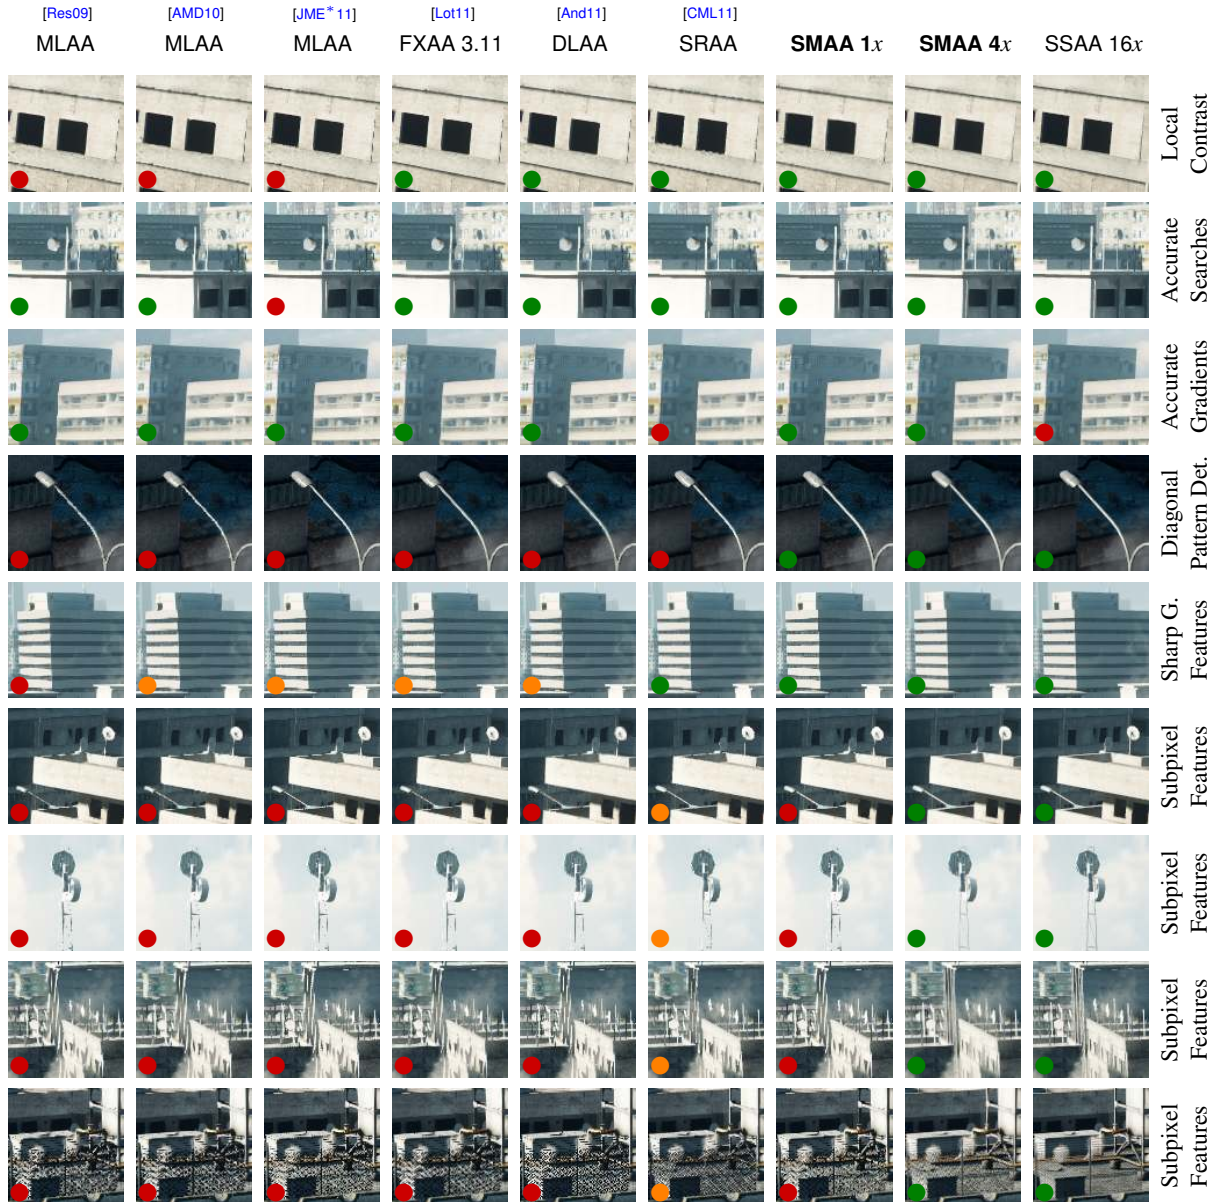 [Res09] [AMD10] [JME*11] [Lot11] [And11] [CML11]
MLAA MLAA MLAA FXAA 3.11 DLAA SRAA SMAA 1x SMAA 4x SSAA 16x
Local
Contrast
Accurate
Searches
Accurate
Gradients
Diagonal
Pattern Det.
Sharp G.
Features
Subpixel
Features
Subpixel
Features
Subpixel
Features
Subpixel
Features